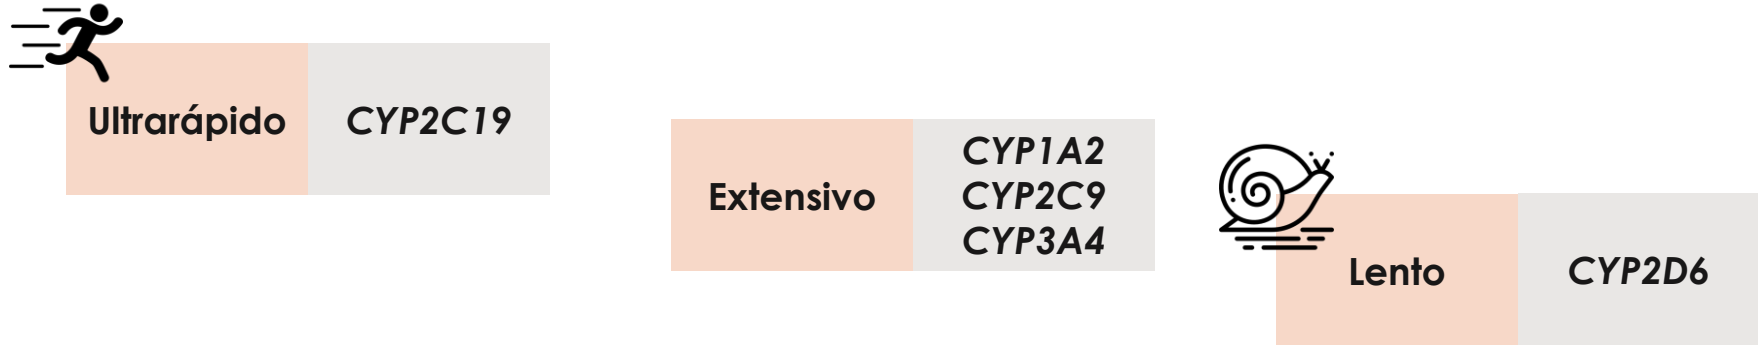 Ultrarápido
CYP2C19
Extensivo
CYP1A2
CYP2C9
CYP3A4
Lento
CYP2D6